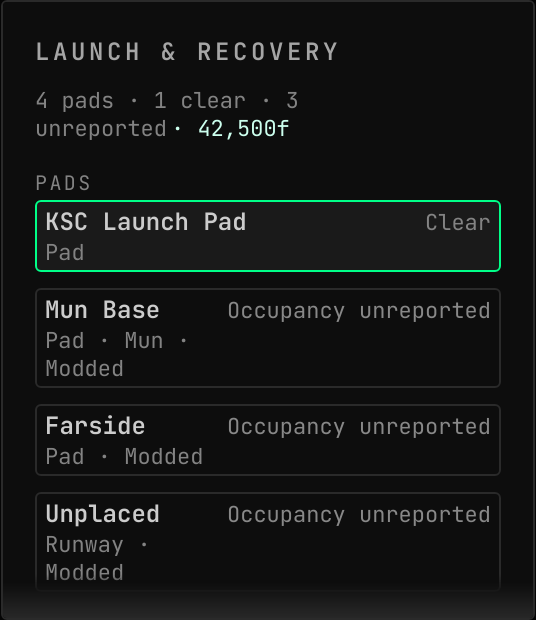 LAUNCH & RECOVERY
4 pads · 1 clear · 3
unreported · 42,500f
PADS
KSC Launch Pad Clear
Pad
Mun Base Occupancy unreported
Pad · Mun ·
Modded
Farside Occupancy unreported
Pad · Modded
Unplaced Occupancy unreported
Runway ·
Modded